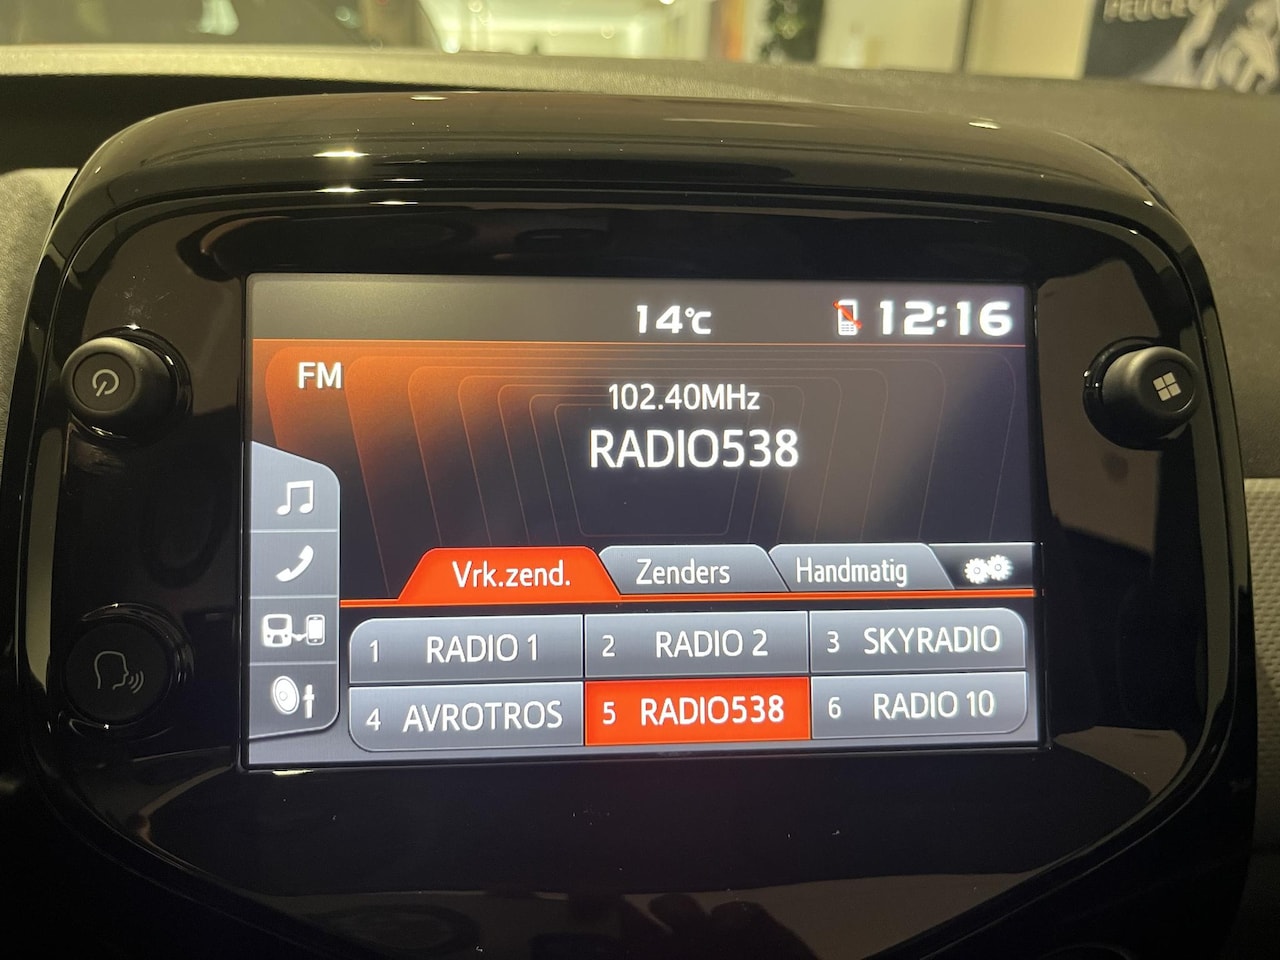 PEUGEOT
14°C 12:16
FM
102.40MHz
RADIO538
Vrk.zend. Zenders Handmatig
1 RADIO 1 2 RADIO 2 3 SKYRADIO
4 AVROTROS 5 RADIO538 6 RADIO 10